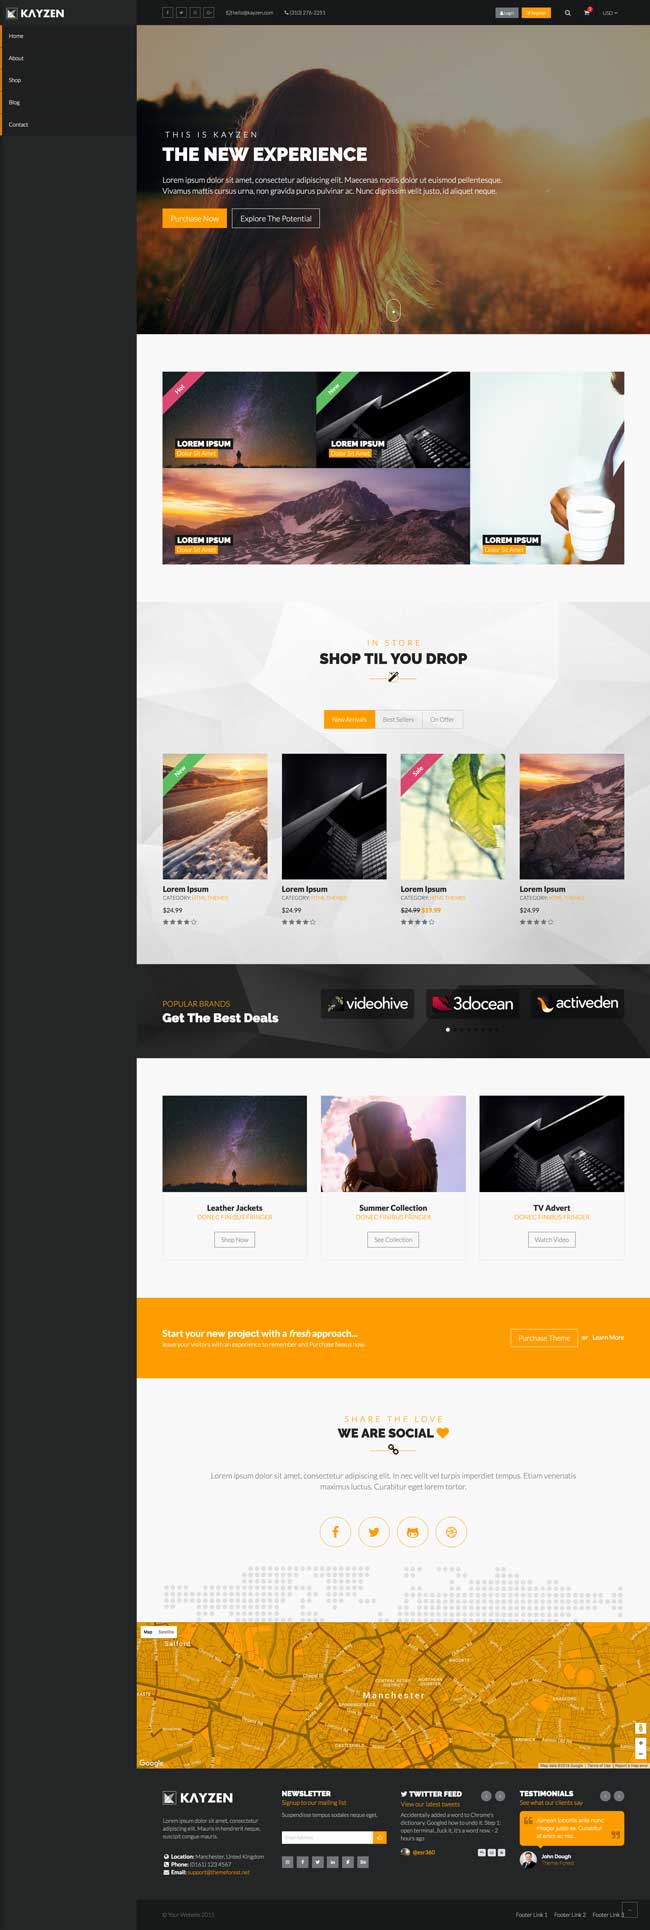 KAYZEN
hello@kayzen.com
(310) 276-2251
Login
Register
USD
Home
About
Shop
Blog
Contact
THIS IS KAYZEN
THE NEW EXPERIENCE
Lorem ipsum dolor sit amet, consectetur adipiscing elit. Maecenas mollis dolor ut euismod pellentesque.
Vivamus mattis cursus urna, non gravida purus pulvinar ac. Nunc dignissim velit justo, id aliquet neque.
Purchase Now
Explore The Potential
Hot
LOREM IPSUM
Dolor Sit Amet
New
LOREM IPSUM
Dolor Sit Amet
LOREM IPSUM
Dolor Sit Amet
LOREM IPSUM
Dolor Sit Amet
IN STORE
SHOP TIL YOU DROP
New Arrivals
Best Sellers
On Offer
New
Sale
Lorem Ipsum
CATEGORY: HTML THEMES
$24.99
Lorem Ipsum
CATEGORY: HTML THEMES
$24.99
Lorem Ipsum
CATEGORY: HTML THEMES
$24.99 $19.99
Lorem Ipsum
CATEGORY: HTML THEMES
$24.99
POPULAR BRANDS
Get The Best Deals
videohive
3docean
activeden
Leather Jackets
DONEC FINIBUS FRINGER
Shop Now
Summer Collection
DONEC FINIBUS FRINGER
See Collection
TV Advert
DONEC FINIBUS FRINGER
Watch Video
Start your new project with a fresh approach...
leave your visitors with an experience to remember and Purchase Nexus now.
Purchase Theme
or
Learn More
SHARE THE LOVE
WE ARE SOCIAL
Lorem ipsum dolor sit amet, consectetur adipiscing elit. In nec velit vel turpis imperdiet tempus. Etiam venenatis
maximus luctus. Curabitur eget lorem tortor.
Map
Satellite
Salford
Manchester
CASTLEFIELD
Google
Map data ©2015 Google
Terms of Use
Report a map error
KAYZEN
Lorem ipsum dolor sit amet, consectetur
adipiscing elit. Mauris in hendrerit neque,
suscipit congue mauris.
Location: Manchester, United Kingdom
Phone: (0161) 123 4567
Email: support@themeforest.net
NEWSLETTER
Signup to our mailing list
Suspendisse tempus sodales neque eget.
Email Address
TWITTER FEED
View our latest tweets
Accidentally added a word to Chrome's
dictionary. Googled how to undo it. Step 1:
open terminal...fuck it, it's a word now. - 2
hours ago
@esr360
TESTIMONIALS
See what our clients say
Aenean lobortis ante nunc
integer justo ex. Curabitur
at enim ac nisi.
John Dough
Theme Forest
© Your Website 2015
Footer Link 1
Footer Link 2
Footer Link 3